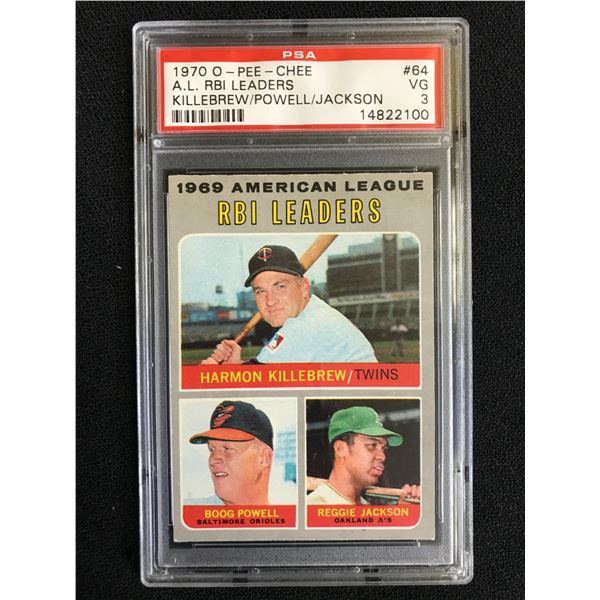 PSA
1970 O-PEE-CHEE #64
A.L. RBI LEADERS VG
KILLEBREW/POWELL/JACKSON 3
14822100
1969 AMERICAN LEAGUE
RBI LEADERS
HARMON KILLEBREW/TWINS
BOOG POWELL
BALTIMORE ORIOLES
REGGIE JACKSON
OAKLAND A'S